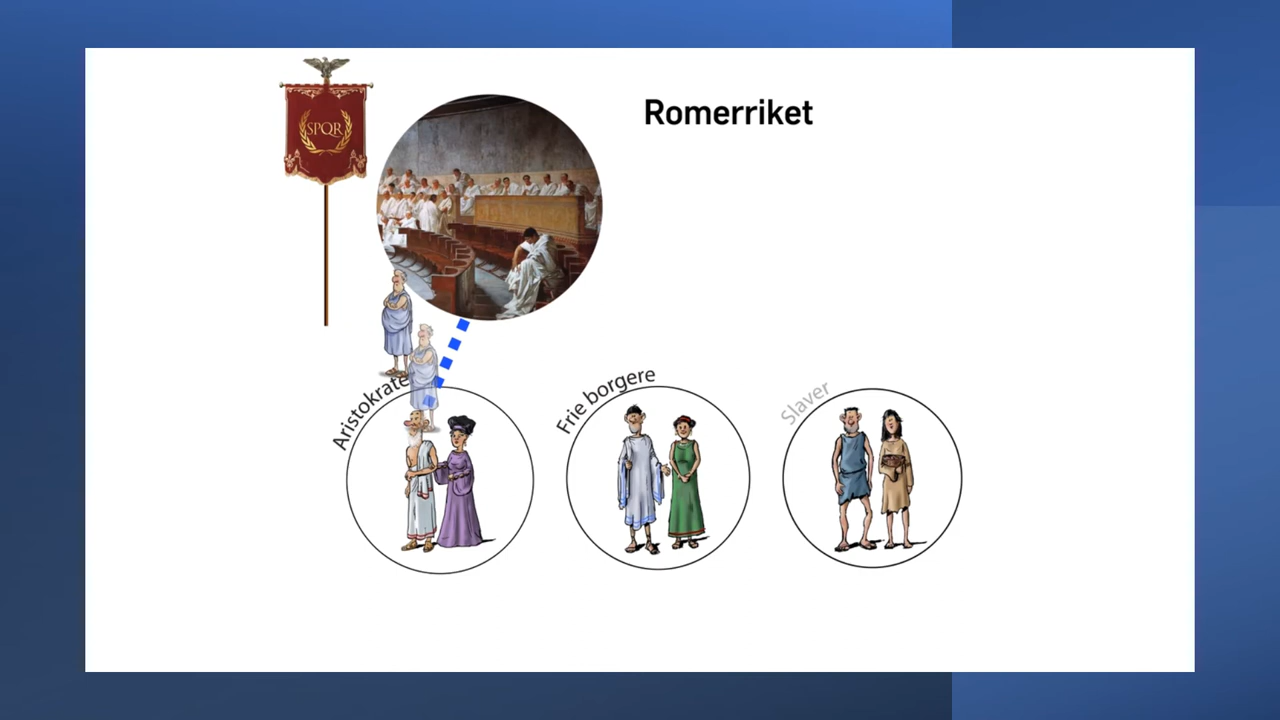 SPQR
Romerriket
Aristokrate
Frie borgere
Slaver